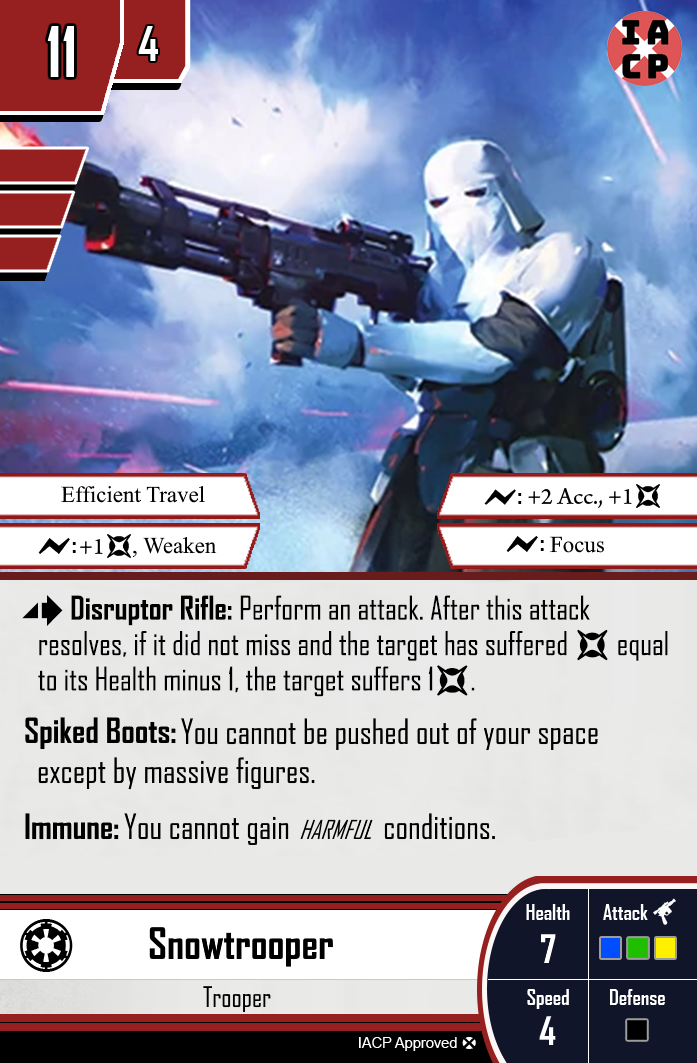 11
4
IA
CP
Efficient Travel
: +2 Acc., +1
:+1, Weaken
: Focus
Disruptor Rifle: Perform an attack. After this attack
resolves, if it did not miss and the target has suffered equal
to its Health minus 1, the target suffers 1.
Spiked Boots: You cannot be pushed out of your space
except by massive figures.
Immune: You cannot gain HARMFUL conditions.
Health
Attack
7
Snowtrooper
Trooper
Speed
Defense
4
IACP Approved